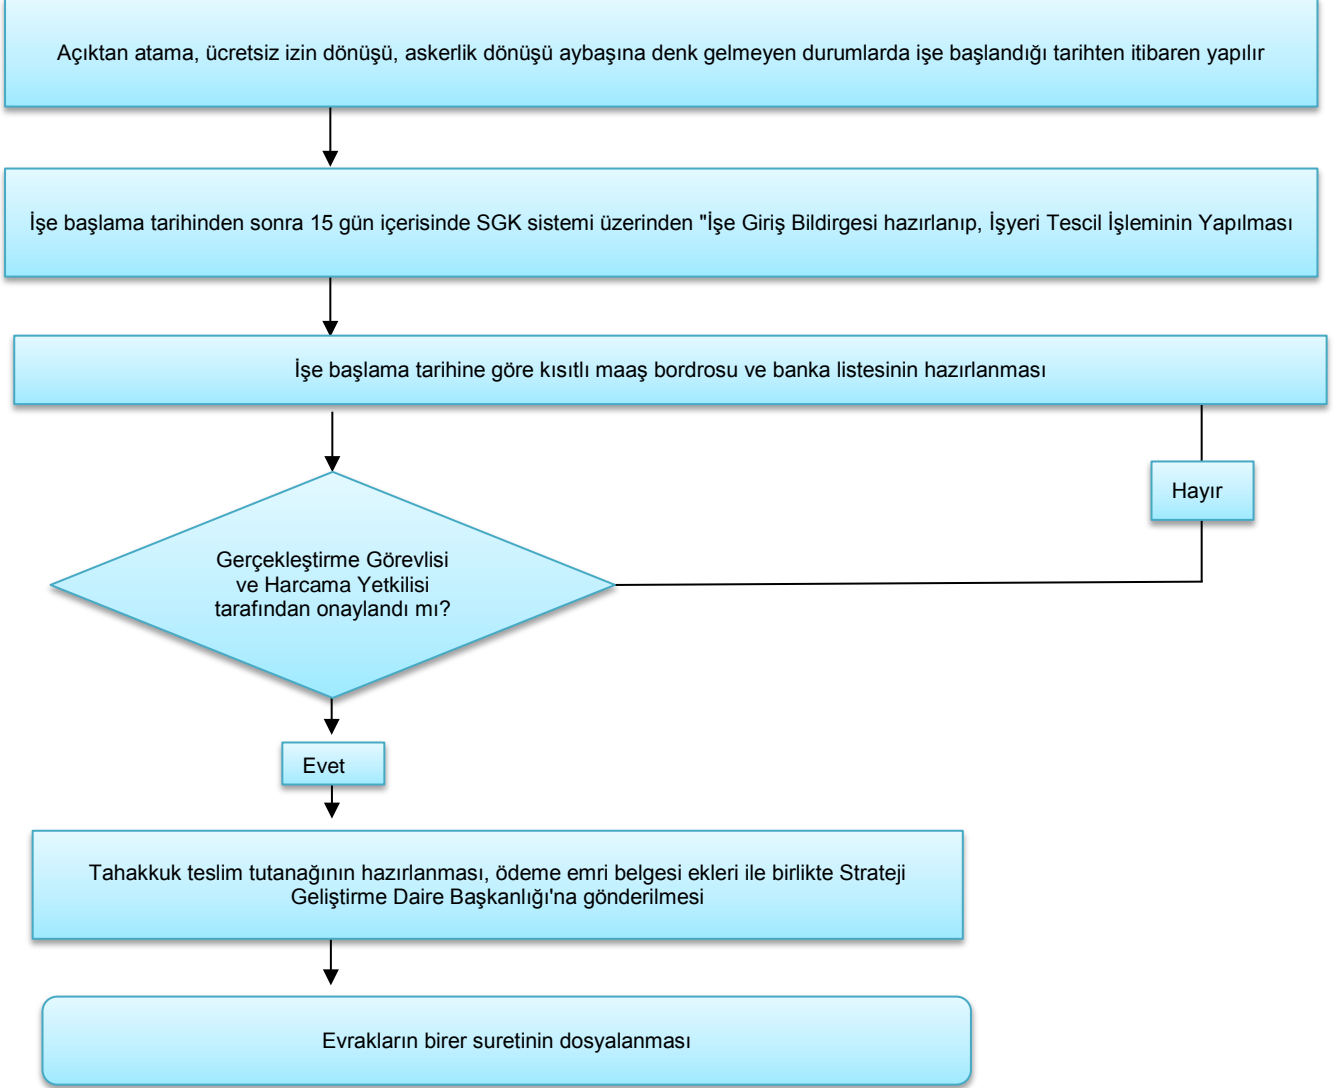 Açıktan atama, ücretsiz izin dönüşü, askerlik dönüşü aybaşına denk gelmeyen durumlarda işe başlandığı tarihten itibaren yapılır
İşe başlama tarihinden sonra 15 gün içerisinde SGK sistemi üzerinden "İşe Giriş Bildirgesi hazırlanıp, İşyeri Tescil İşleminin Yapılması
İşe başlama tarihine göre kısıtlı maaş bordrosu ve banka listesinin hazırlanması
Hayır
Gerçekleştirme Görevlisi
ve Harcama Yetkilisi
tarafından onaylandı mı?
Evet
Tahakkuk teslim tutanağının hazırlanması, ödeme emri belgesi ekleri ile birlikte Strateji
Geliştirme Daire Başkanlığı'na gönderilmesi
Evrakların birer suretinin dosyalanması